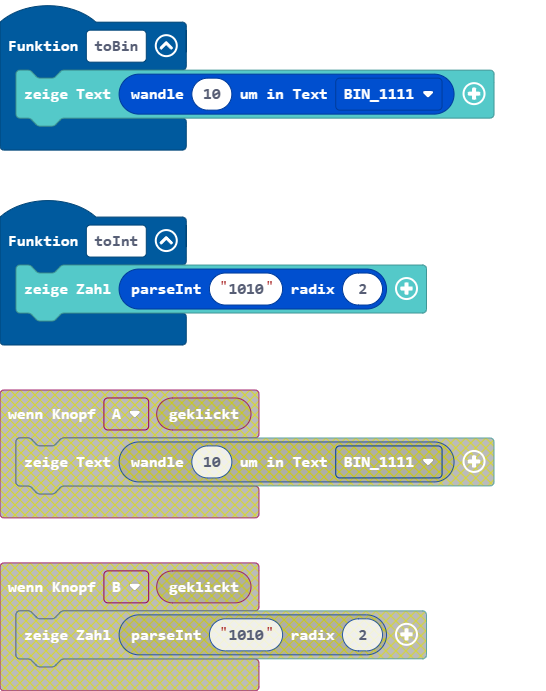 Funktion toBin
zeige Text wandle 10 um in Text BIN_1111
Funktion toInt
zeige Zahl parseInt "1010" radix 2
wenn Knopf A geklickt
zeige Text wandle 10 um in Text BIN_1111
wenn Knopf B geklickt
zeige Zahl parseInt "1010" radix 2